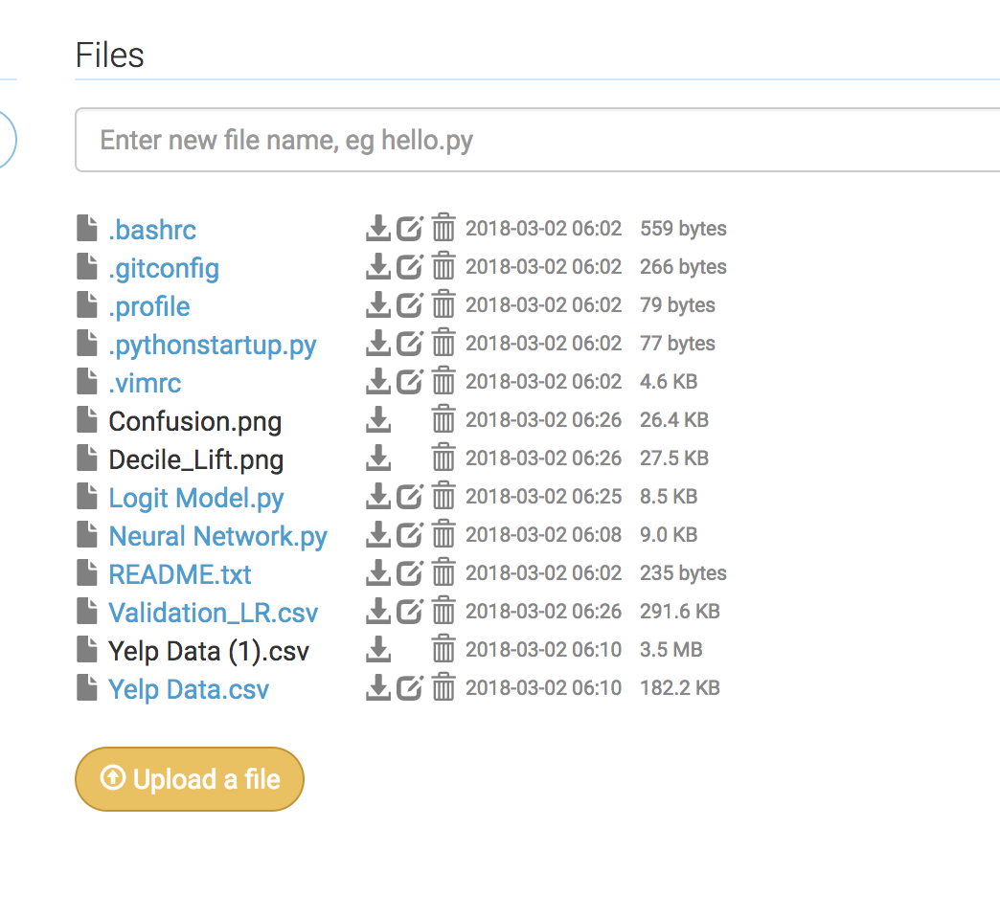 Files
Enter new file name, eg hello.py
.bashrc 2018-03-02 06:02 559 bytes
.gitconfig 2018-03-02 06:02 266 bytes
.profile 2018-03-02 06:02 79 bytes
.pythonstartup.py 2018-03-02 06:02 77 bytes
.vimrc 2018-03-02 06:02 4.6 KB
Confusion.png 2018-03-02 06:26 26.4 KB
Decile_Lift.png 2018-03-02 06:26 27.5 KB
Logit Model.py 2018-03-02 06:25 8.5 KB
Neural Network.py 2018-03-02 06:08 9.0 KB
README.txt 2018-03-02 06:02 235 bytes
Validation_LR.csv 2018-03-02 06:26 291.6 KB
Yelp Data (1).csv 2018-03-02 06:10 3.5 MB
Yelp Data.csv 2018-03-02 06:10 182.2 KB
Upload a file